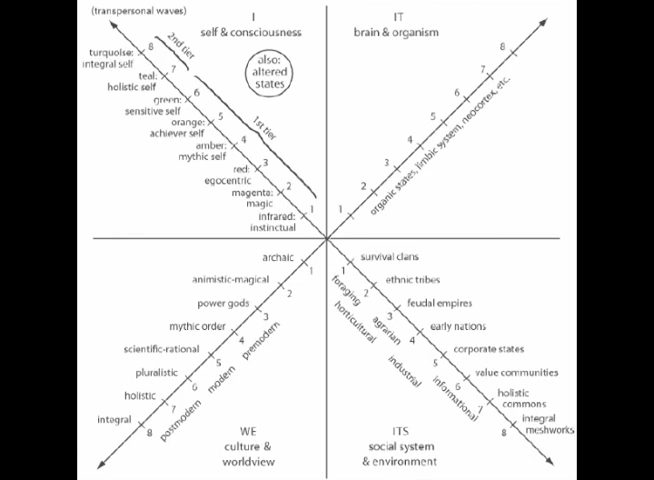 (transpersonal waves)
I
self & consciousness
IT
brain & organism
also:
altered
states
2nd tier
1st tier
turquoise:
integral self
8
teal:
holistic self
7
green:
sensitive self
6
orange:
achiever self
5
amber:
mythic self
4
red:
egocentric
3
magenta:
magic
2
infrared:
instinctual
1
8
7
6
5
4
3
2
1
organic states, limbic system, neocortex, etc.
archaic
1
animistic-magical
2
power gods
3
mythic order
4
scientific-rational
5
pluralistic
6
holistic
7
integral
8
premodern
modern
postmodern
WE
culture &
worldview
survival clans
1
ethnic tribes
2
feudal empires
3
early nations
4
corporate states
5
value communities
6
holistic
commons
7
integral
meshworks
8
foraging
horticultural
agrarian
industrial
informational
ITS
social system
& environment